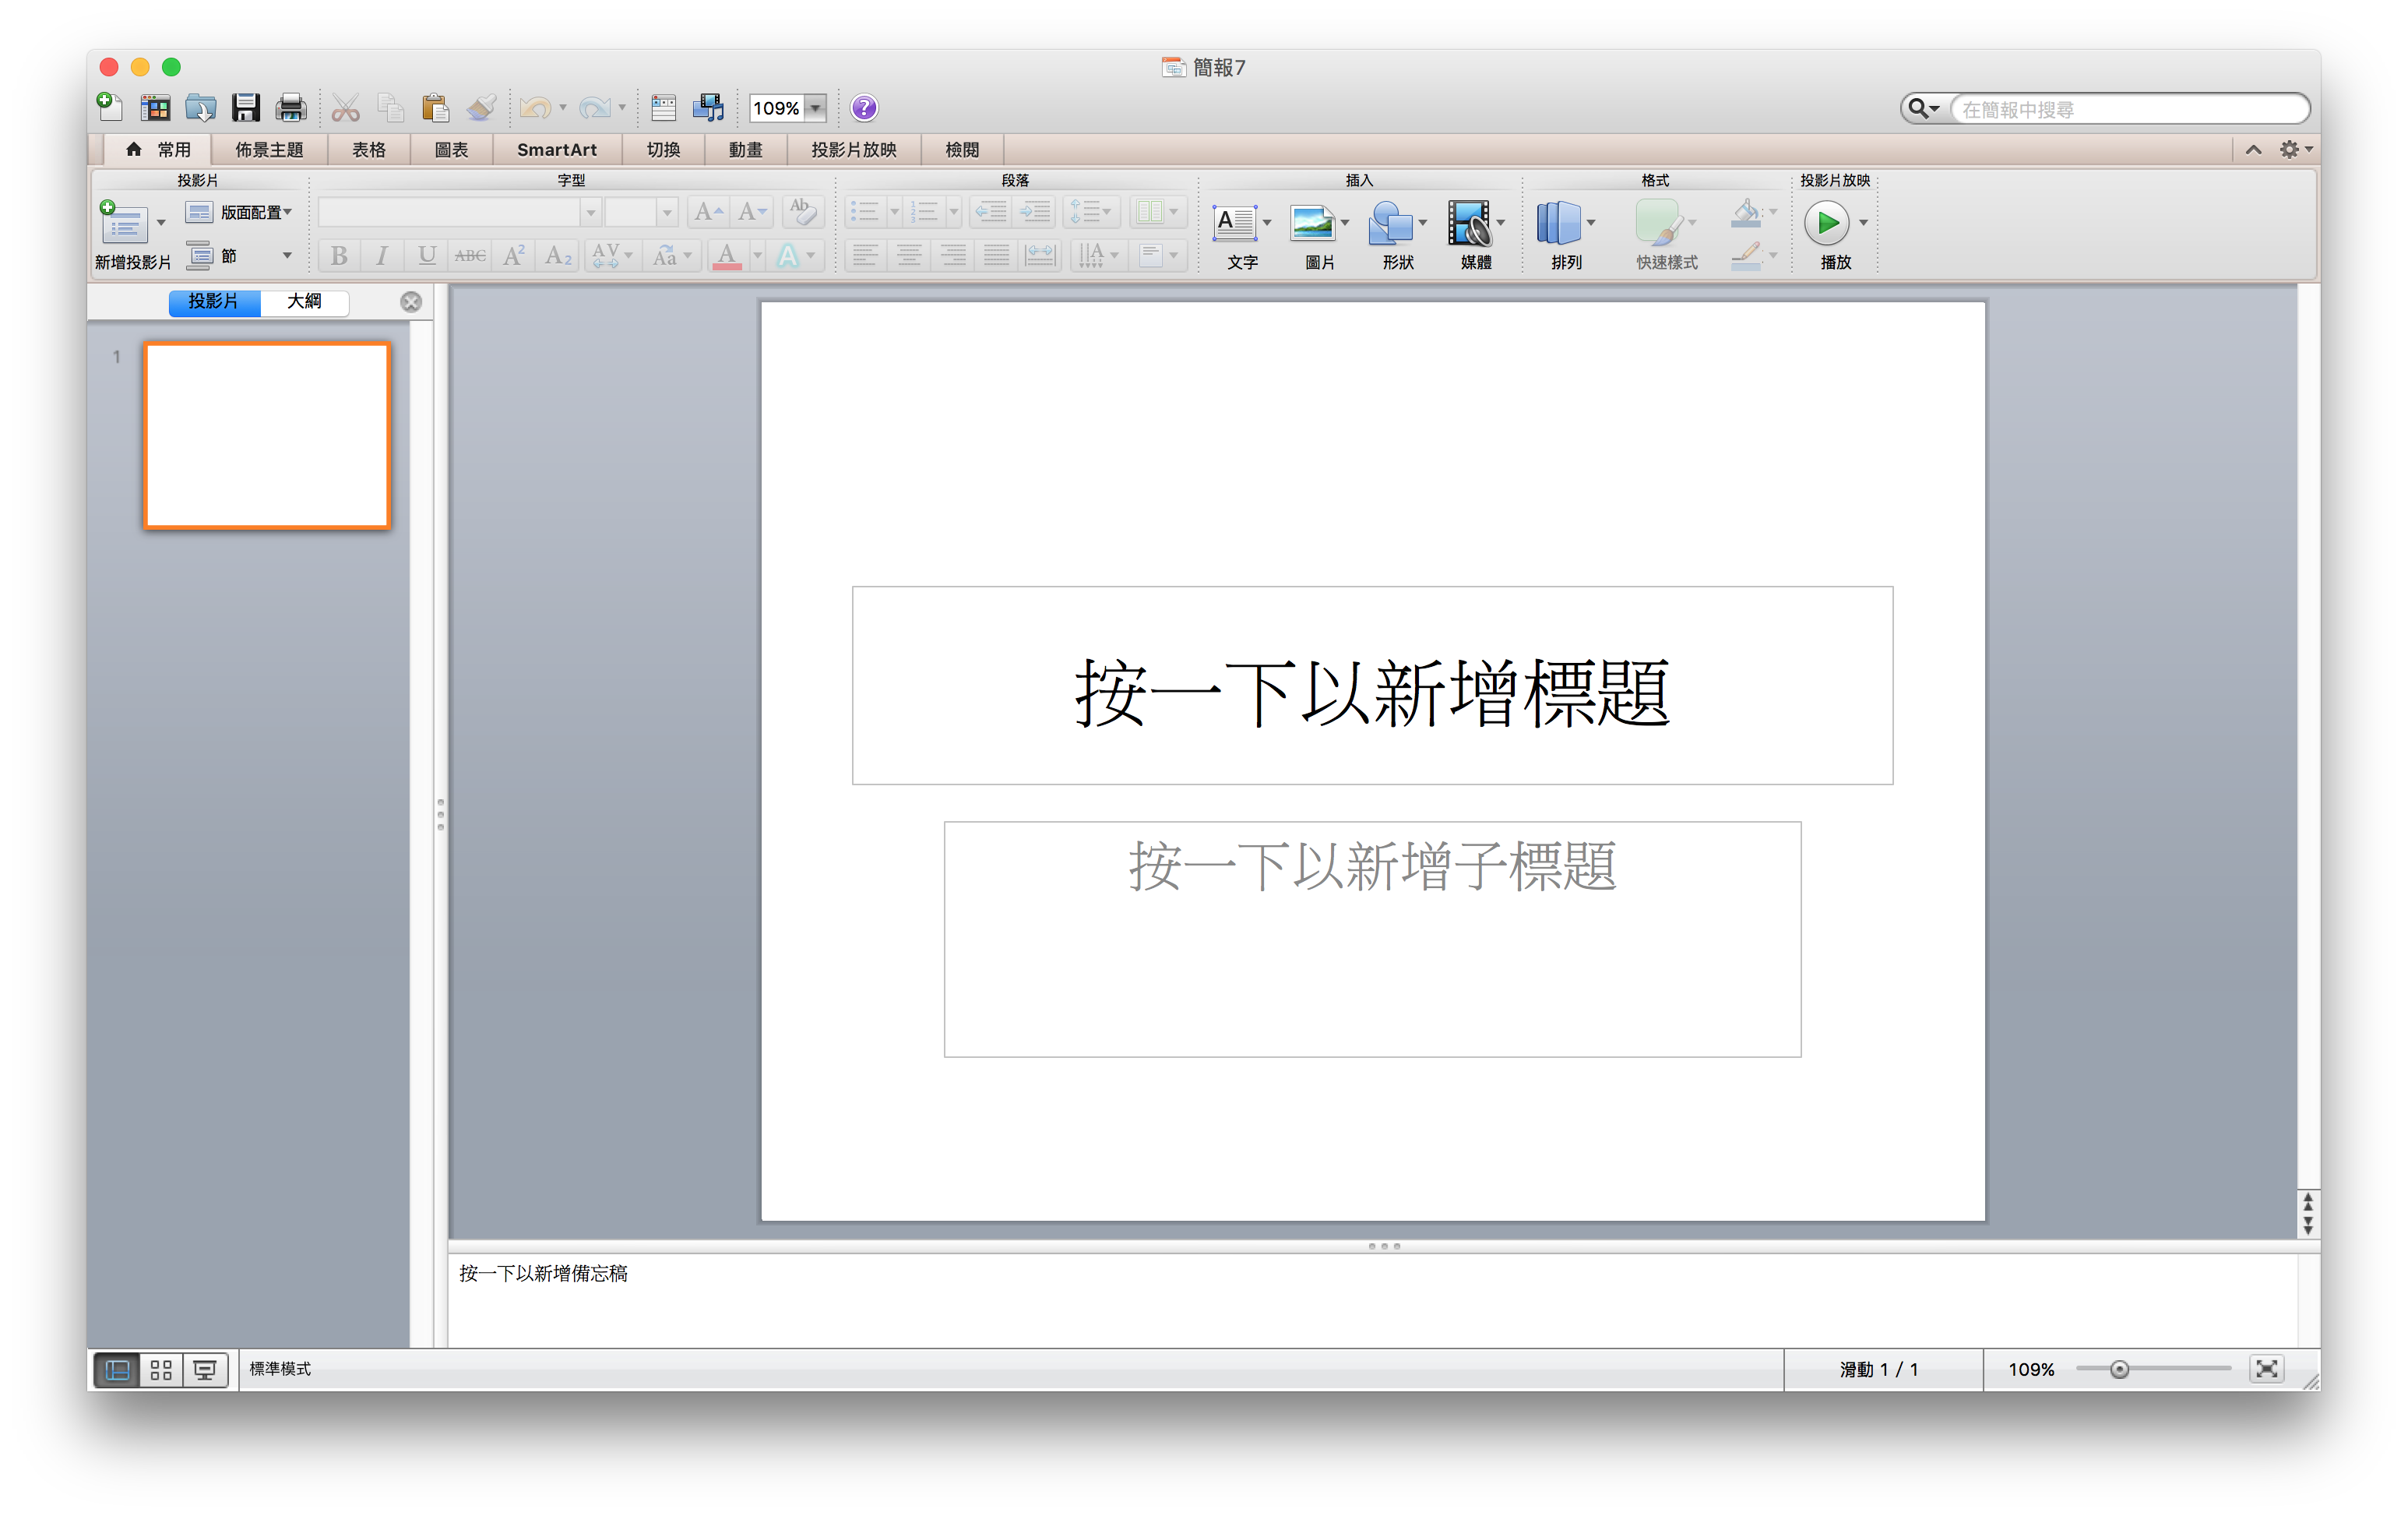 簡報7
109%
在簡報中搜尋
常用 佈景主題 表格 圖表 SmartArt 切換 動畫 投影片放映 檢閱
投影片 字型 段落 插入 格式 投影片放映
版面配置
新增投影片 節
B I U ABC A2 A2 AV Aa A A
文字 圖片 形狀 媒體 排列 快速樣式 播放
投影片 大綱
1
按一下以新增標題
按一下以新增子標題
按一下以新增備忘稿
標準模式 滑動 1 / 1 109%